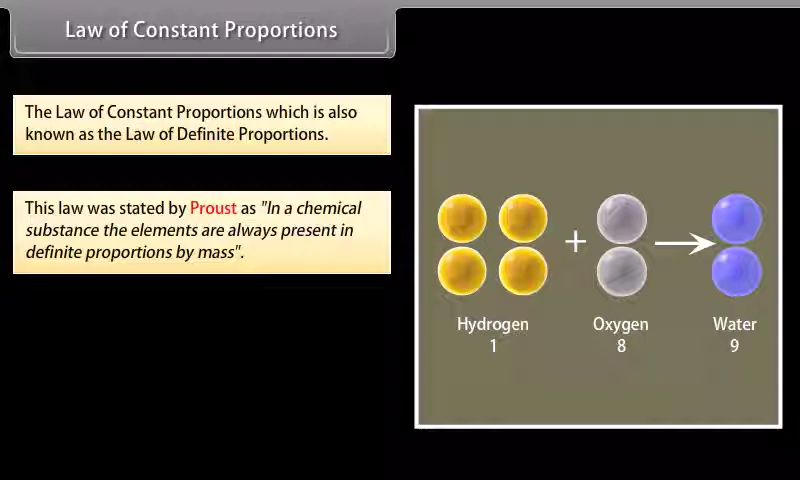 Law of Constant Proportions
The Law of Constant Proportions which is also
known as the Law of Definite Proportions.
This law was stated by Proust as "In a chemical
substance the elements are always present in
definite proportions by mass".
+
Hydrogen Oxygen Water
1 8 9